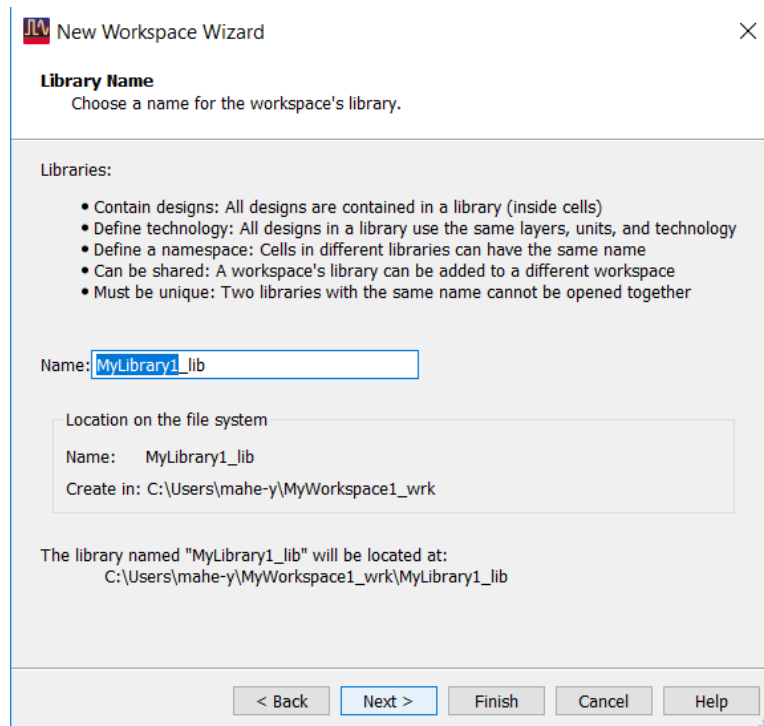 New Workspace Wizard
Library Name
Choose a name for the workspace's library.
Libraries:
• Contain designs: All designs are contained in a library (inside cells)
• Define technology: All designs in a library use the same layers, units, and technology
• Define a namespace: Cells in different libraries can have the same name
• Can be shared: A workspace's library can be added to a different workspace
• Must be unique: Two libraries with the same name cannot be opened together
Name: MyLibrary1_lib
Location on the file system
Name: MyLibrary1_lib
Create in: C:\Users\mahe-y\MyWorkspace1_wrk
The library named "MyLibrary1_lib" will be located at:
C:\Users\mahe-y\MyWorkspace1_wrk\MyLibrary1_lib
< Back Next > Finish Cancel Help